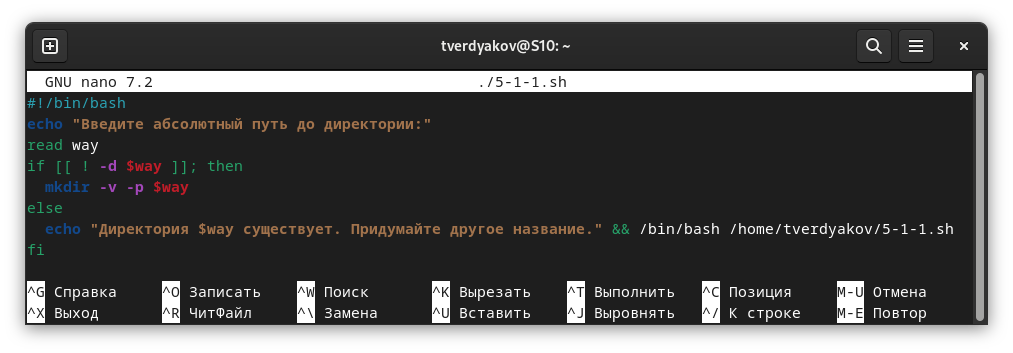 tverdyakov@S10: ~
GNU nano 7.2 ./5-1-1.sh
#!/bin/bash
echo "Введите абсолютный путь до директории:"
read way
if [[ ! -d $way ]]; then
  mkdir -v -p $way
else
  echo "Директория $way существует. Придумайте другое название." && /bin/bash /home/tverdyakov/5-1-1.sh
fi
^G Справка ^O Записать ^W Поиск ^K Вырезать ^T Выполнить ^C Позиция M-U Отмена
^X Выход ^R ЧитФайл ^\ Замена ^U Вставить ^J Выровнять ^/ К строке M-E Повтор